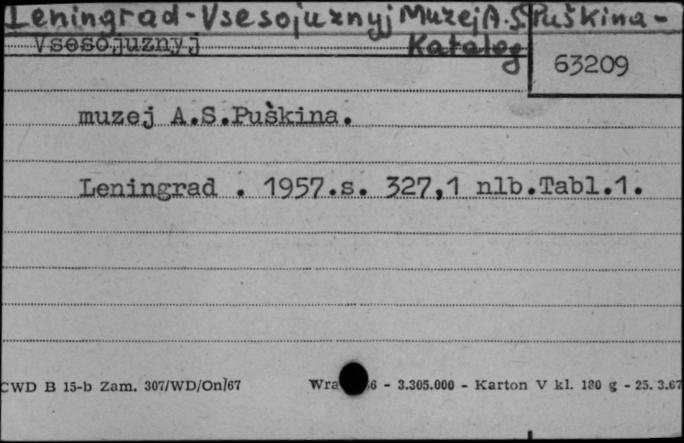 Leningrad-Vsesojuznyj Muzej A.S.Puškina-
Vsesojuznyj Katalog
63209
muzej A.S.Puškina.
Leningrad . 1957.s. 327,1 nlb.Tabl.1.
CWD B 15-b Zam. 307/WD/On/67 6 - 3.305.000 - Karton V kl. 180 g - 25. 3.67